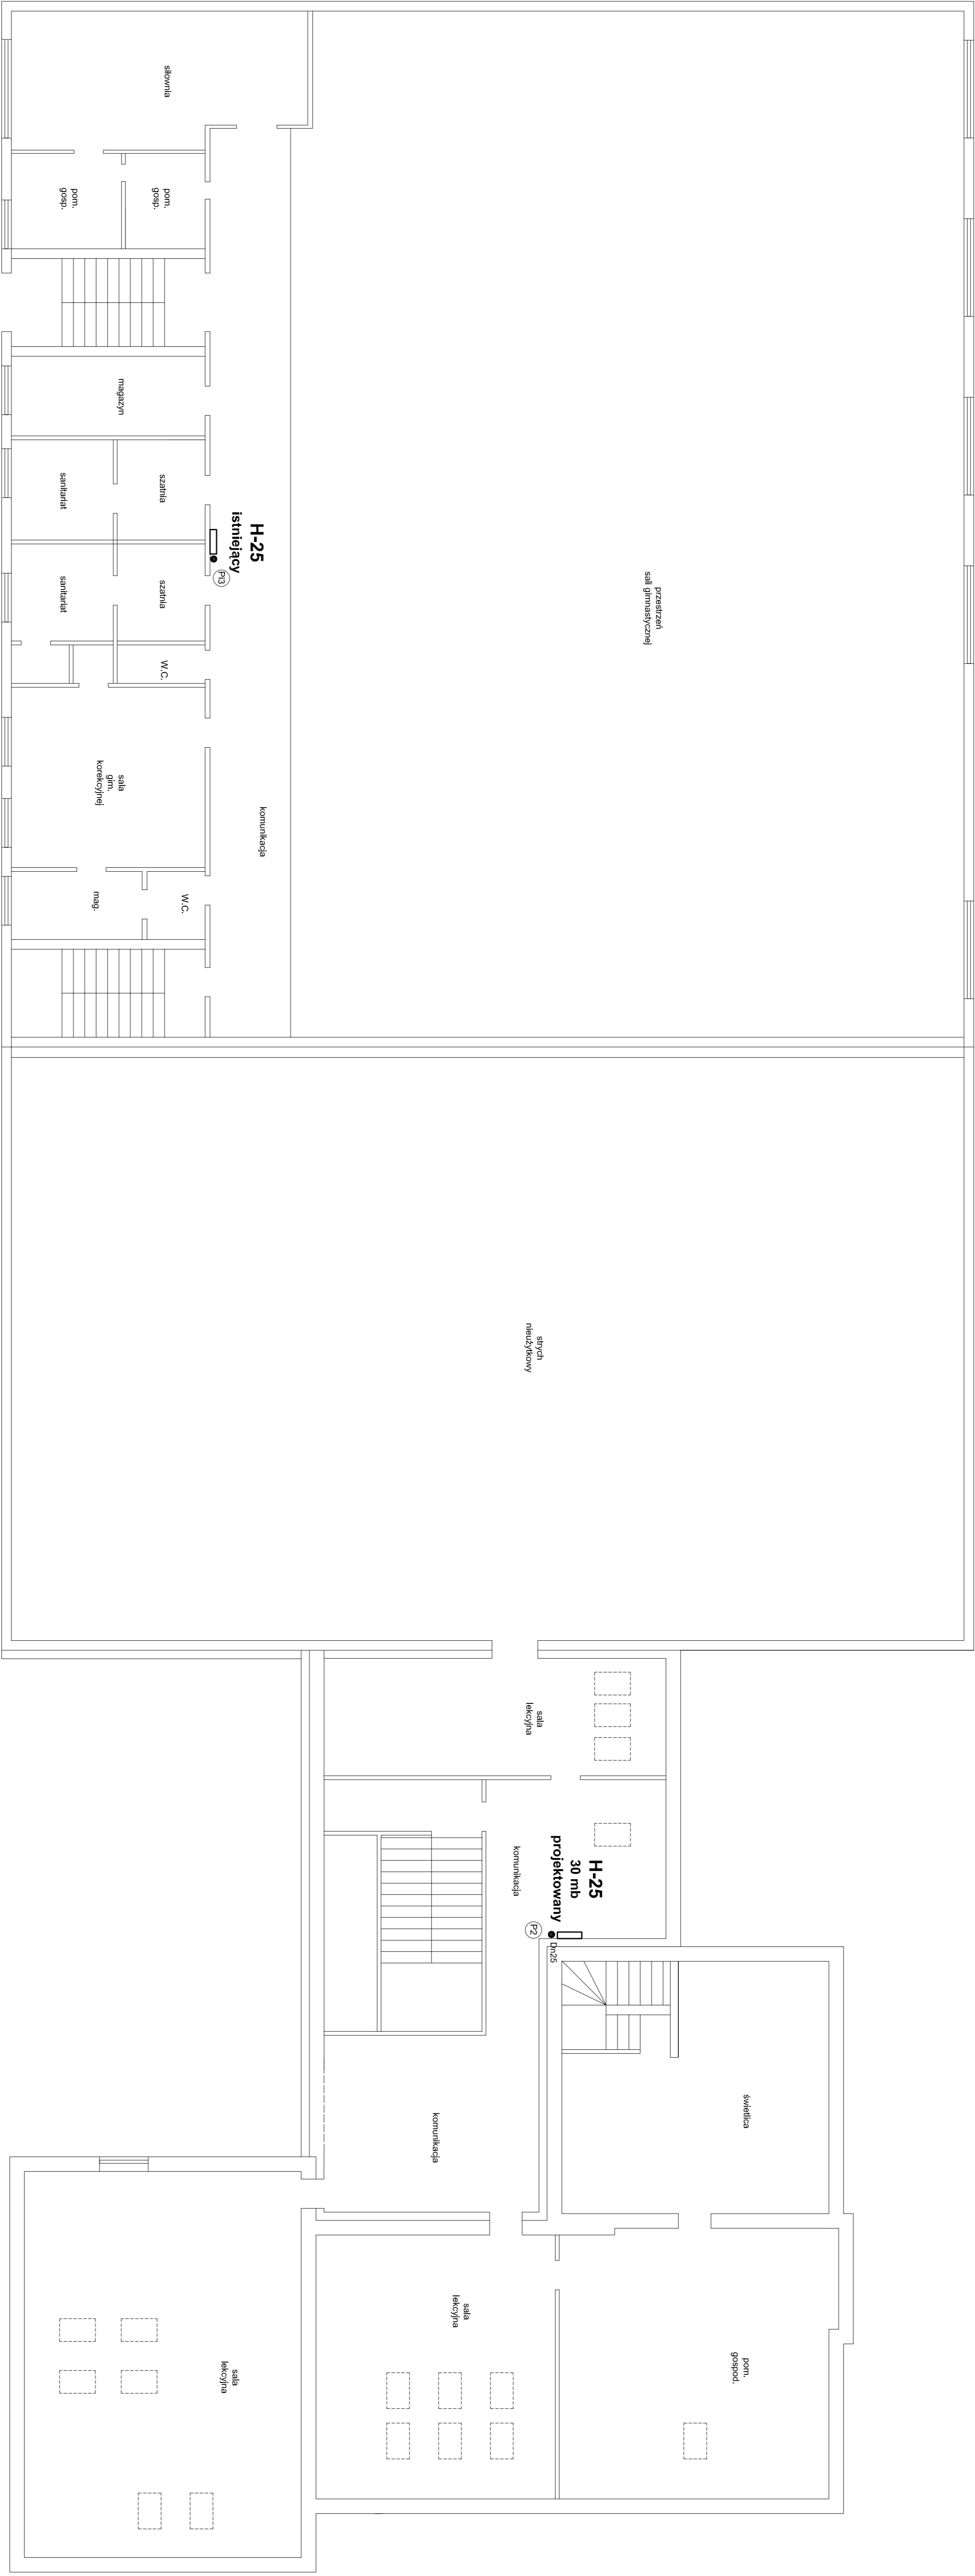 siłownia
pom.
gosp.
pom.
gosp.
magazyn
sanitariat
szatnia
H-25
istniejący
PI3
sanitariat
szatnia
W.C.
przestrzeń
sali gimnastycznej
sala
gim.
korekcyjnej
komunikacja
mag.
W.C.
strych
nieużytkowy
sala
lekcyjna
komunikacja
H-25
30 mb
projektowany
P2
Dn25
świetlica
komunikacja
sala
lekcyjna
pom.
gospod.
sala
lekcyjna